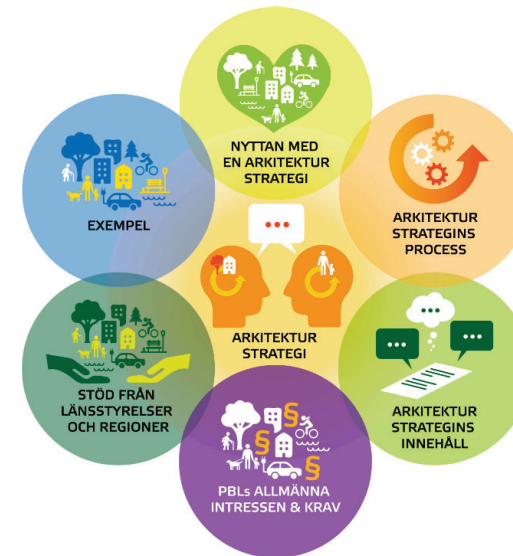 NYTTAN MED
EN ARKITEKTUR
STRATEGI
EXEMPEL
ARKITEKTUR
STRATEGINS
PROCESS
ARKITEKTUR
STRATEGI
STÖD FRÅN
LÄNSSTYRELSER
OCH REGIONER
ARKITEKTUR
STRATEGINS
INNEHÅLL
§
§
§
PBLs ALLMÄNNA
INTRESSEN & KRAV